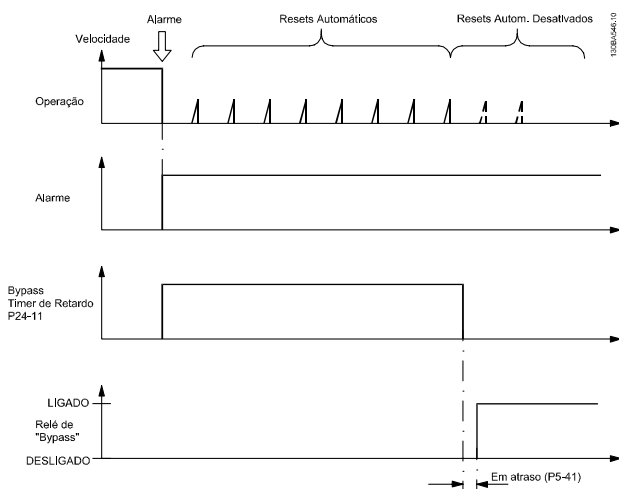 Alarme
Resets Automáticos
Resets Autom. Desativados
130BA546.10
Velocidade
Operação
Alarme
Bypass
Timer de Retardo
P24-11
LIGADO
Relé de
"Bypass"
DESLIGADO
Em atraso (P5-41)